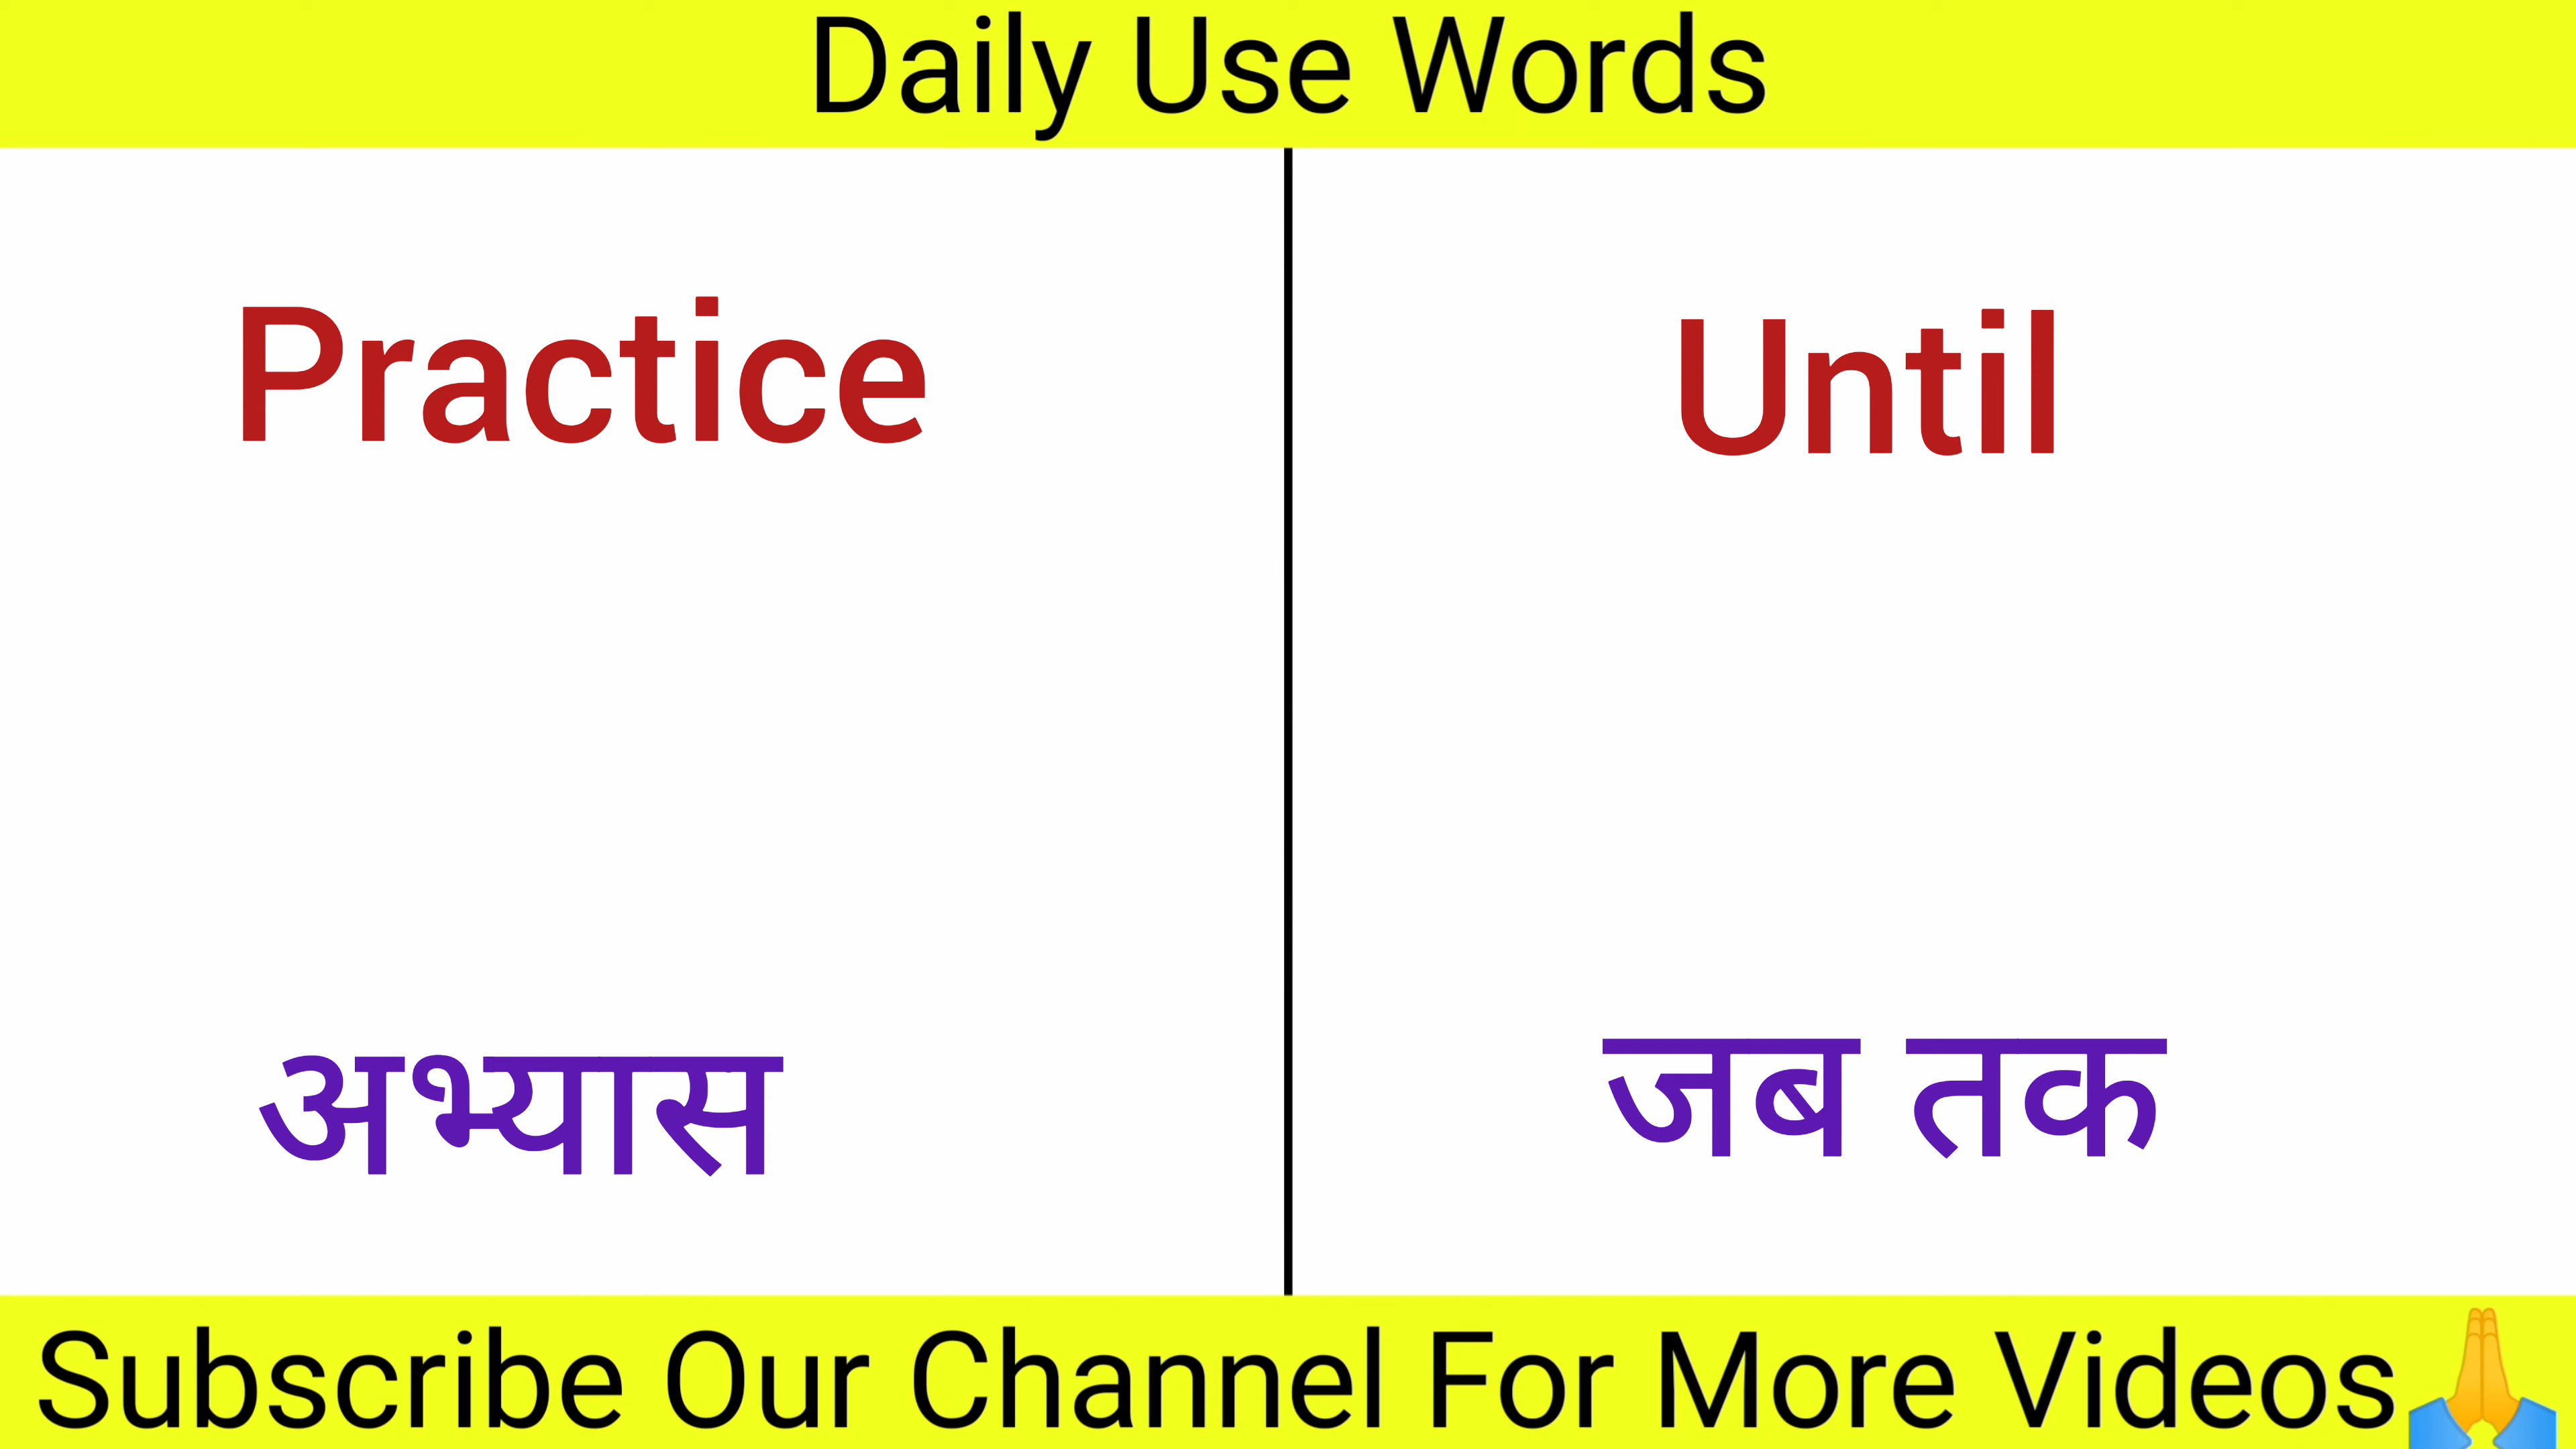 Daily Use Words
Practice
अभ्यास
Until
जब तक
Subscribe Our Channel For More Videos🙏